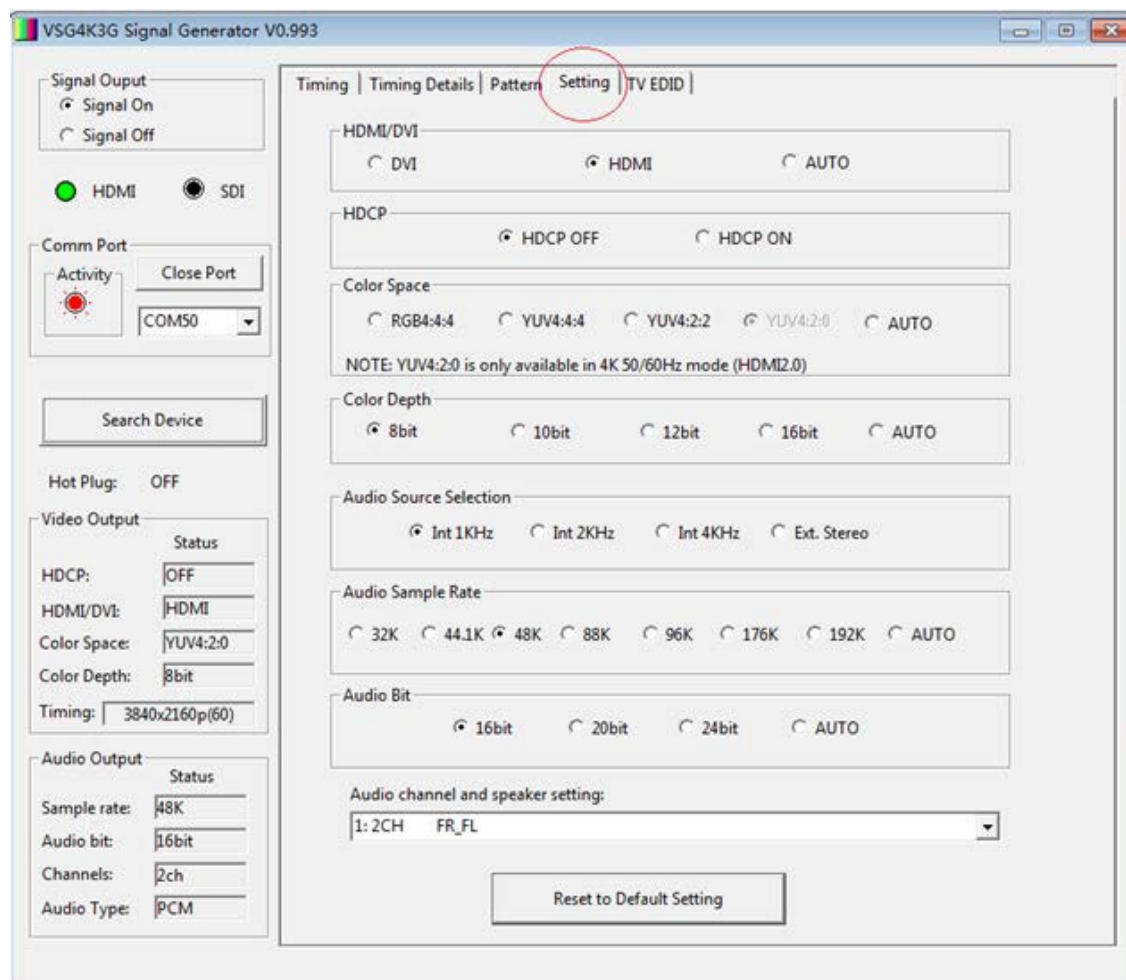 VSG4K3G Signal Generator V0.993
Signal Ouput
Signal On
Signal Off
HDMI SDI
Comm Port
Activity Close Port
COM50
Search Device
Hot Plug: OFF
Video Output
Status
HDCP: OFF
HDMI/DVI: HDMI
Color Space: YUV4:2:0
Color Depth: 8bit
Timing: 3840x2160p(60)
Audio Output
Status
Sample rate: 48K
Audio bit: 16bit
Channels: 2ch
Audio Type: PCM
Timing Timing Details Pattern Setting TV EDID
HDMI/DVI
DVI HDMI AUTO
HDCP
HDCP OFF HDCP ON
Color Space
RGB4:4:4 YUV4:4:4 YUV4:2:2 YUV4:2:0 AUTO
NOTE: YUV4:2:0 is only available in 4K 50/60Hz mode (HDMI2.0)
Color Depth
8bit 10bit 12bit 16bit AUTO
Audio Source Selection
Int 1KHz Int 2KHz Int 4KHz Ext. Stereo
Audio Sample Rate
32K 44.1K 48K 88K 96K 176K 192K AUTO
Audio Bit
16bit 20bit 24bit AUTO
Audio channel and speaker setting:
1: 2CH FR_FL
Reset to Default Setting